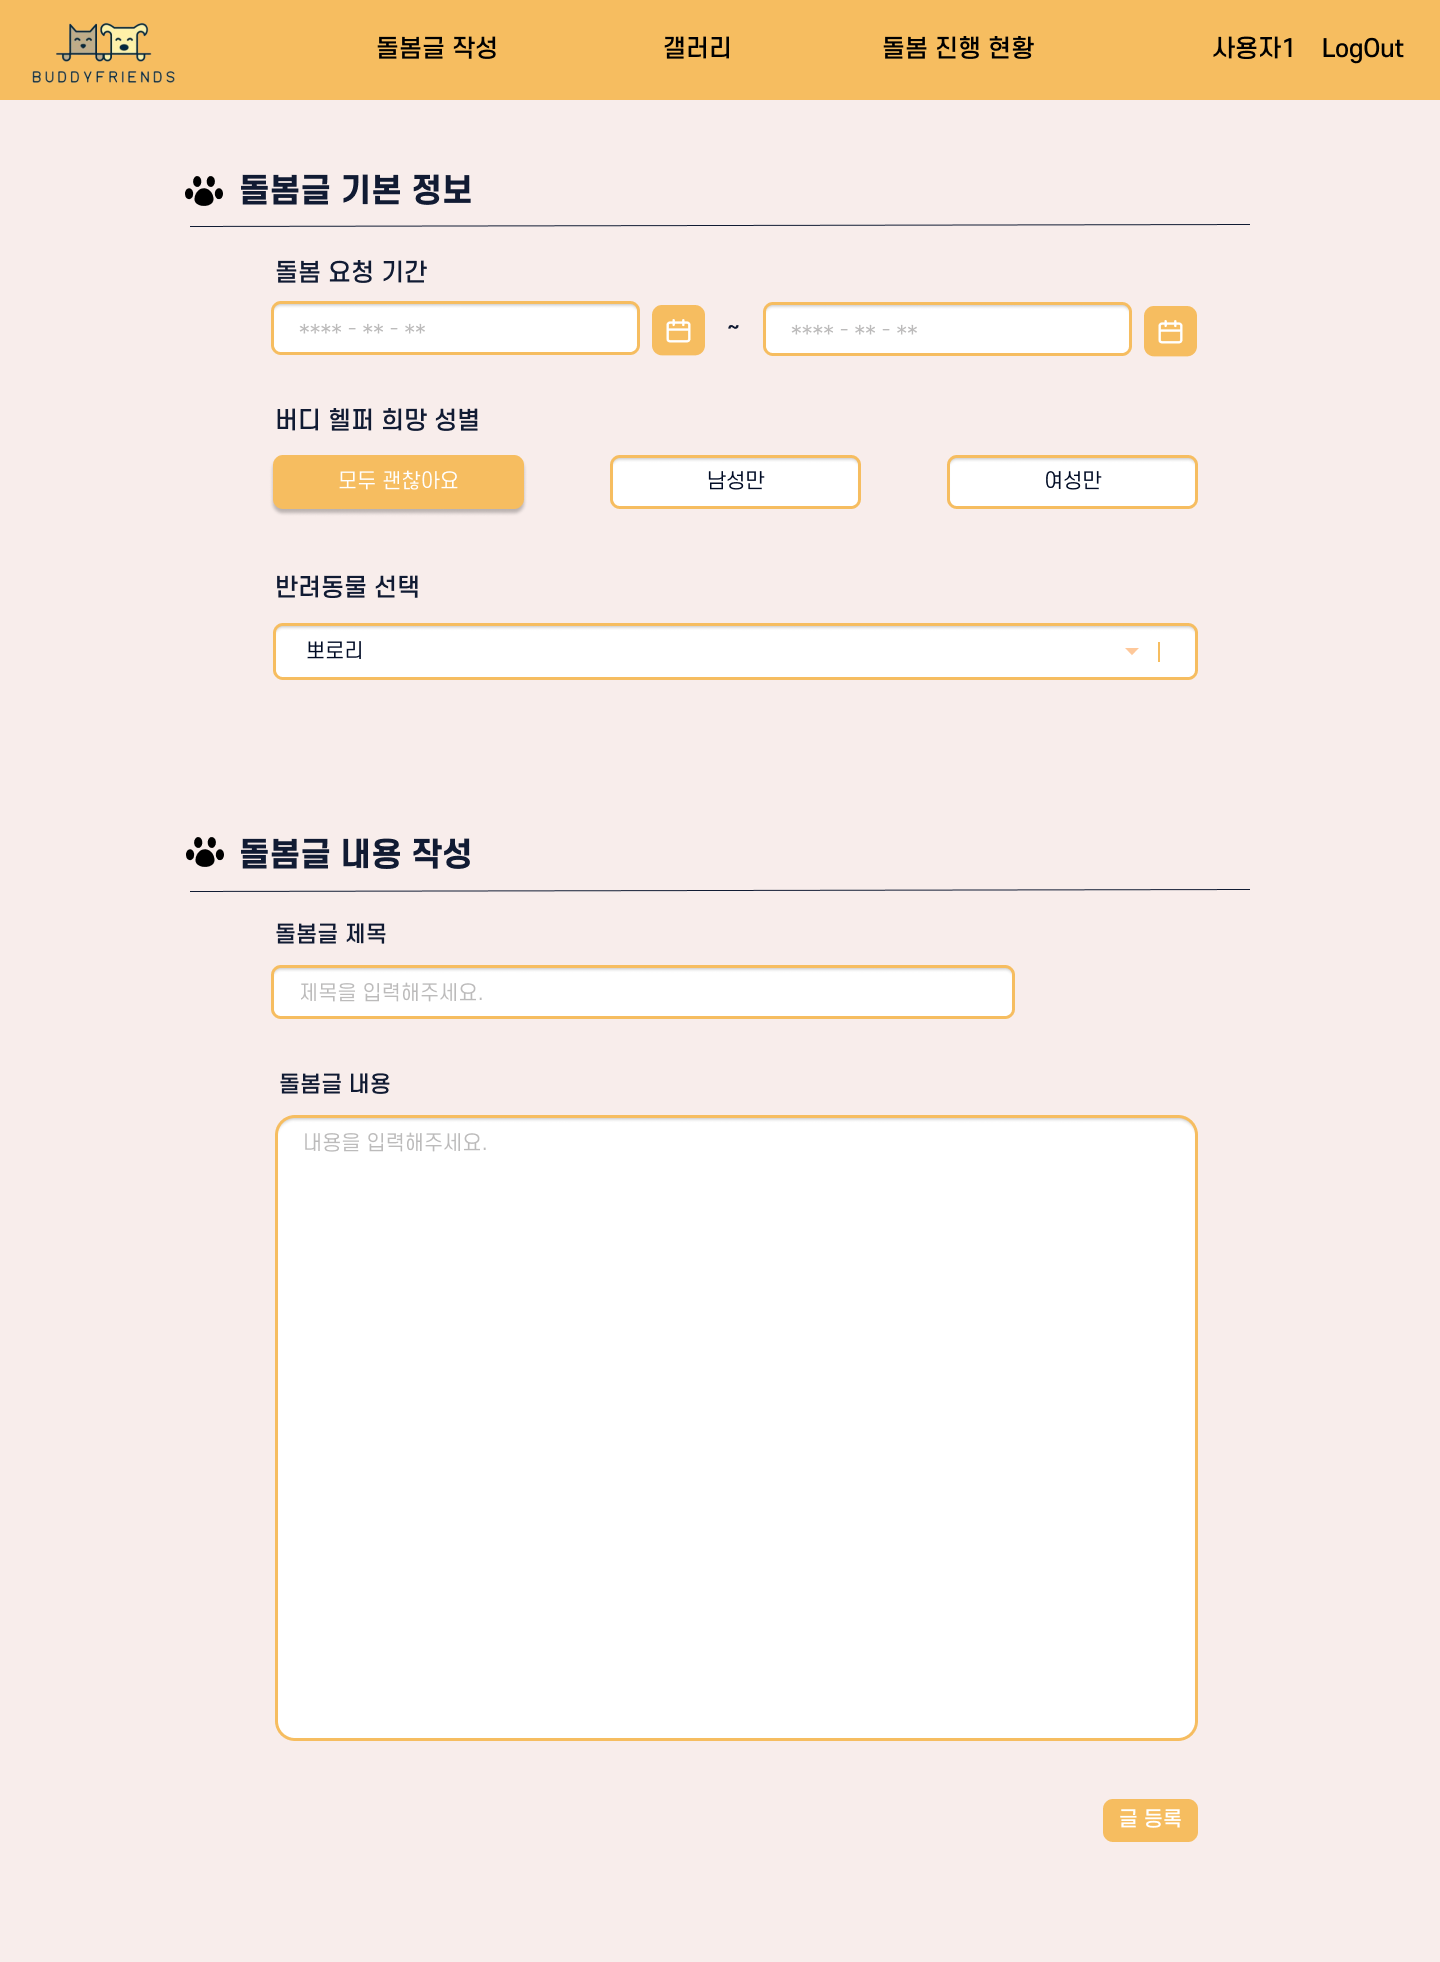 BUDDYFRIENDS
돌봄글 작성
갤러리
돌봄 진행 현황
사용자1
LogOut
돌봄글 기본 정보
돌봄 요청 기간
**** - ** - **
~
**** - ** - **
버디 헬퍼 희망 성별
모두 괜찮아요
남성만
여성만
반려동물 선택
뽀로리
돌봄글 내용 작성
돌봄글 제목
제목을 입력해주세요.
돌봄글 내용
내용을 입력해주세요.
글 등록